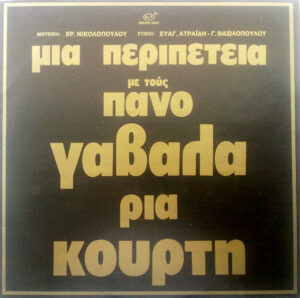 ΜΟΥΣΙΚΗ: ΧΡ. ΝΙΚΟΛΟΠΟΥΛΟΥ ΣΤΙΧΟΙ: ΕΥΑΓ. ΑΤΡΑΪΔΗ - Γ. ΒΑΣΙΛΟΠΟΥΛΟΥ
μια περιπετεια
με τούς
πανο
γαβαλα
ρια
κουρτη